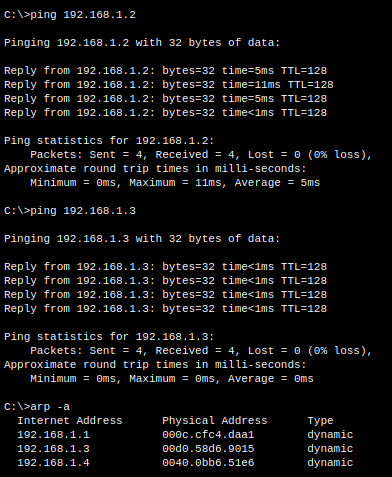 C:\>ping 192.168.1.2
Pinging 192.168.1.2 with 32 bytes of data:
Reply from 192.168.1.2: bytes=32 time=5ms TTL=128
Reply from 192.168.1.2: bytes=32 time=11ms TTL=128
Reply from 192.168.1.2: bytes=32 time=5ms TTL=128
Reply from 192.168.1.2: bytes=32 time<1ms TTL=128
Ping statistics for 192.168.1.2:
    Packets: Sent = 4, Received = 4, Lost = 0 (0% loss),
Approximate round trip times in milli-seconds:
    Minimum = 0ms, Maximum = 11ms, Average = 5ms
C:\>ping 192.168.1.3
Pinging 192.168.1.3 with 32 bytes of data:
Reply from 192.168.1.3: bytes=32 time<1ms TTL=128
Reply from 192.168.1.3: bytes=32 time<1ms TTL=128
Reply from 192.168.1.3: bytes=32 time<1ms TTL=128
Reply from 192.168.1.3: bytes=32 time<1ms TTL=128
Ping statistics for 192.168.1.3:
    Packets: Sent = 4, Received = 4, Lost = 0 (0% loss),
Approximate round trip times in milli-seconds:
    Minimum = 0ms, Maximum = 0ms, Average = 0ms
C:\>arp -a
  Internet Address      Physical Address      Type
  192.168.1.1           000c.cfc4.daa1        dynamic
  192.168.1.3           00d0.58d6.9015        dynamic
  192.168.1.4           0040.0bb6.51e6        dynamic